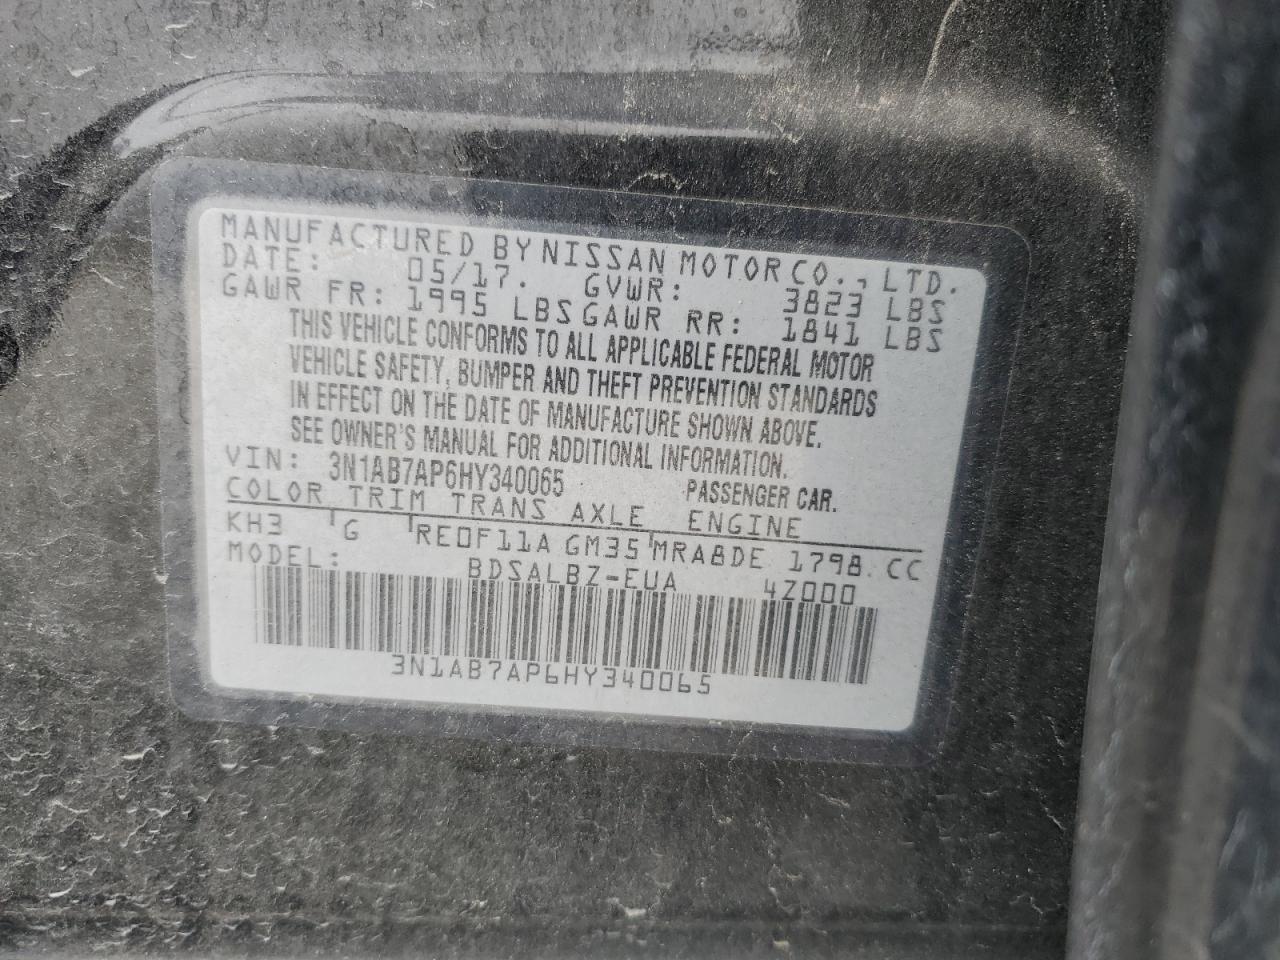 MANUFACTURED BY NISSAN MOTOR CO., LTD.
DATE: 05/17. GVWR: 3823 LBS
GAWR FR: 1995 LBS GAWR RR: 1841 LBS
THIS VEHICLE CONFORMS TO ALL APPLICABLE FEDERAL MOTOR
VEHICLE SAFETY, BUMPER AND THEFT PREVENTION STANDARDS
IN EFFECT ON THE DATE OF MANUFACTURE SHOWN ABOVE.
SEE OWNER'S MANUAL FOR ADDITIONAL INFORMATION.
VIN: 3N1AB7AP6HY340065 PASSENGER CAR.
COLOR TRIM TRANS AXLE ENGINE
KH3 G RE0F11A GM35 MRA8DE 1798 CC
MODEL: BDSALBZ-EUA 4Z000
3N1AB7AP6HY340065